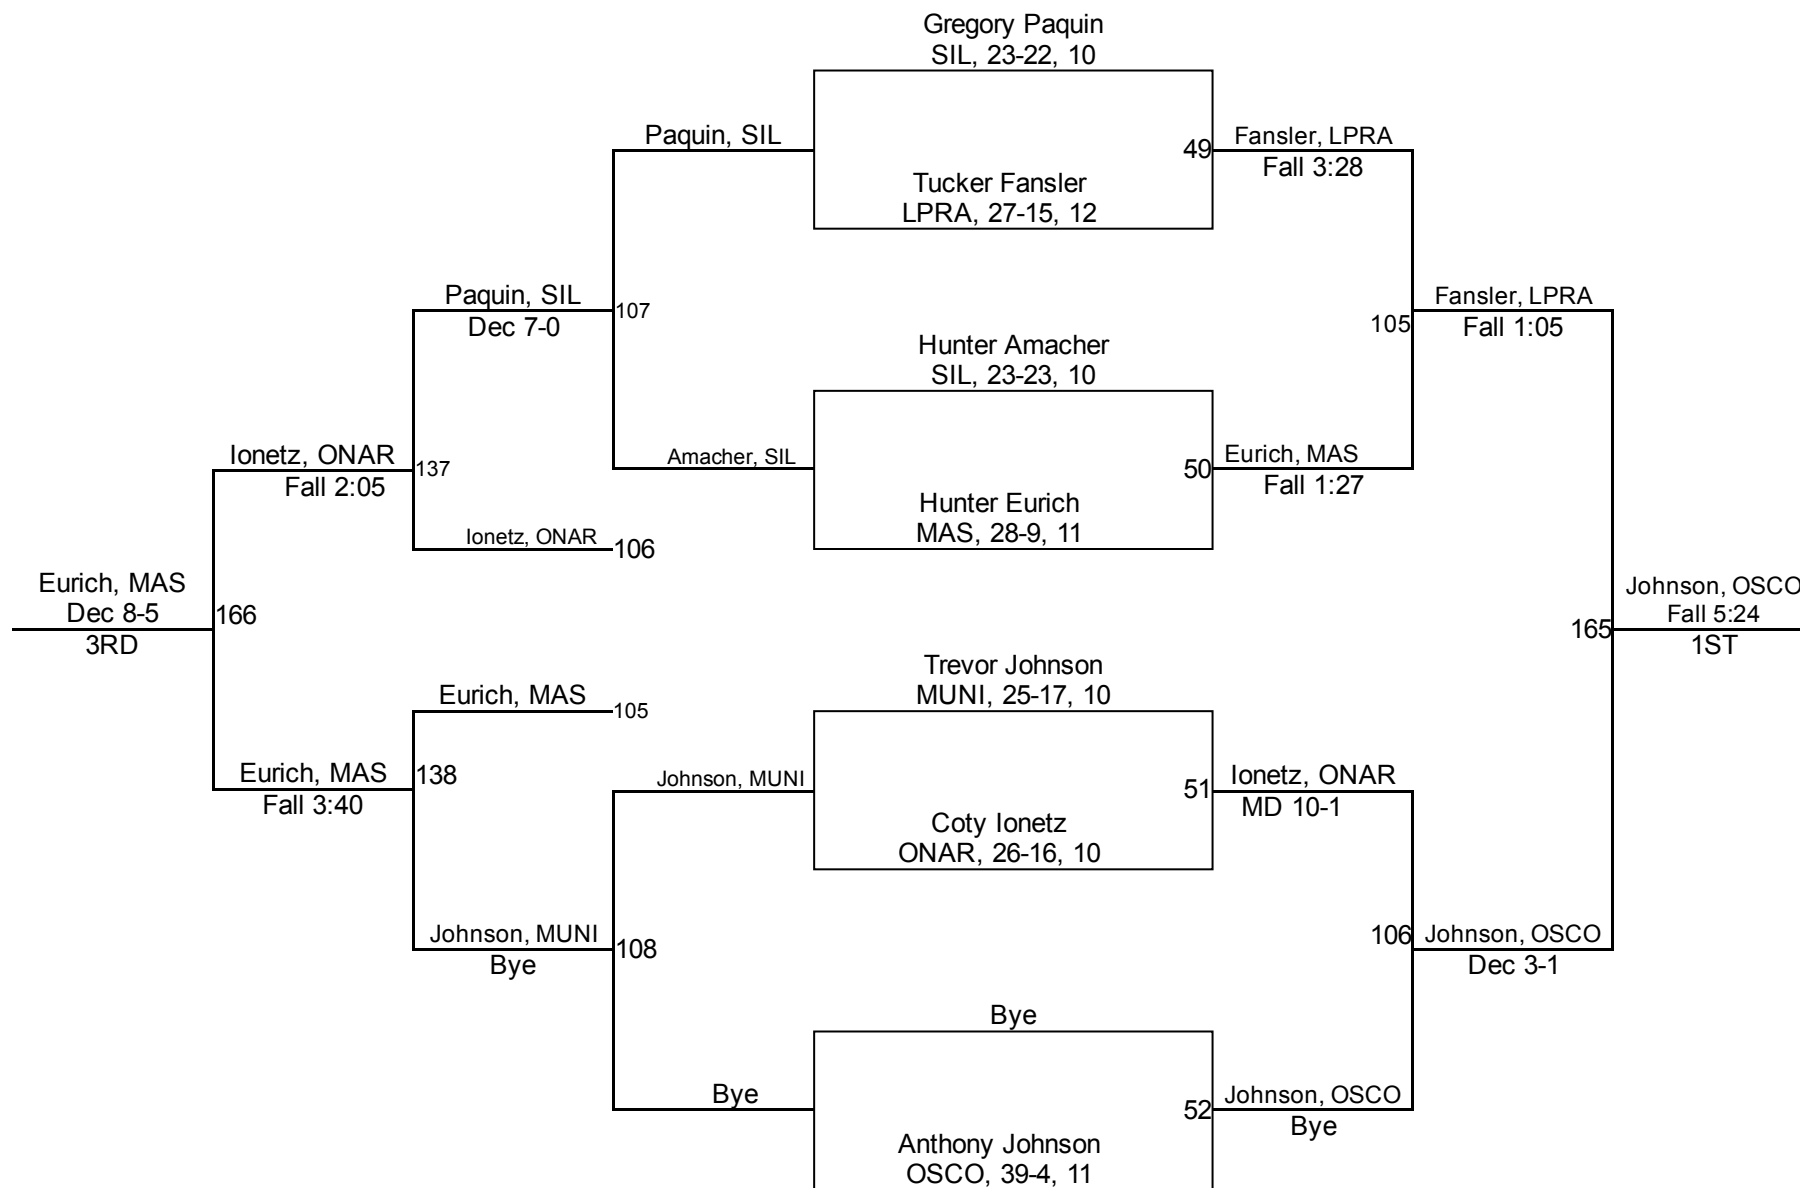 Gregory Paquin
SIL, 23-22, 10
Paquin, SIL
49
Fansler, LPRA
Fall 3:28
Tucker Fansler
LPRA, 27-15, 12
Paquin, SIL
Dec 7-0
107
105
Fansler, LPRA
Fall 1:05
Hunter Amacher
SIL, 23-23, 10
Ionetz, ONAR
Fall 2:05
137
Amacher, SIL
50
Eurich, MAS
Fall 1:27
Hunter Eurich
MAS, 28-9, 11
Ionetz, ONAR
106
Eurich, MAS
Dec 8-5
3RD
166
165
Johnson, OSCO
Fall 5:24
1ST
Trevor Johnson
MUNI, 25-17, 10
Eurich, MAS
105
Eurich, MAS
Fall 3:40
138
Johnson, MUNI
51
Ionetz, ONAR
MD 10-1
Coty Ionetz
ONAR, 26-16, 10
Johnson, MUNI
Bye
108
106
Johnson, OSCO
Dec 3-1
Bye
Bye
52
Johnson, OSCO
Bye
Anthony Johnson
OSCO, 39-4, 11